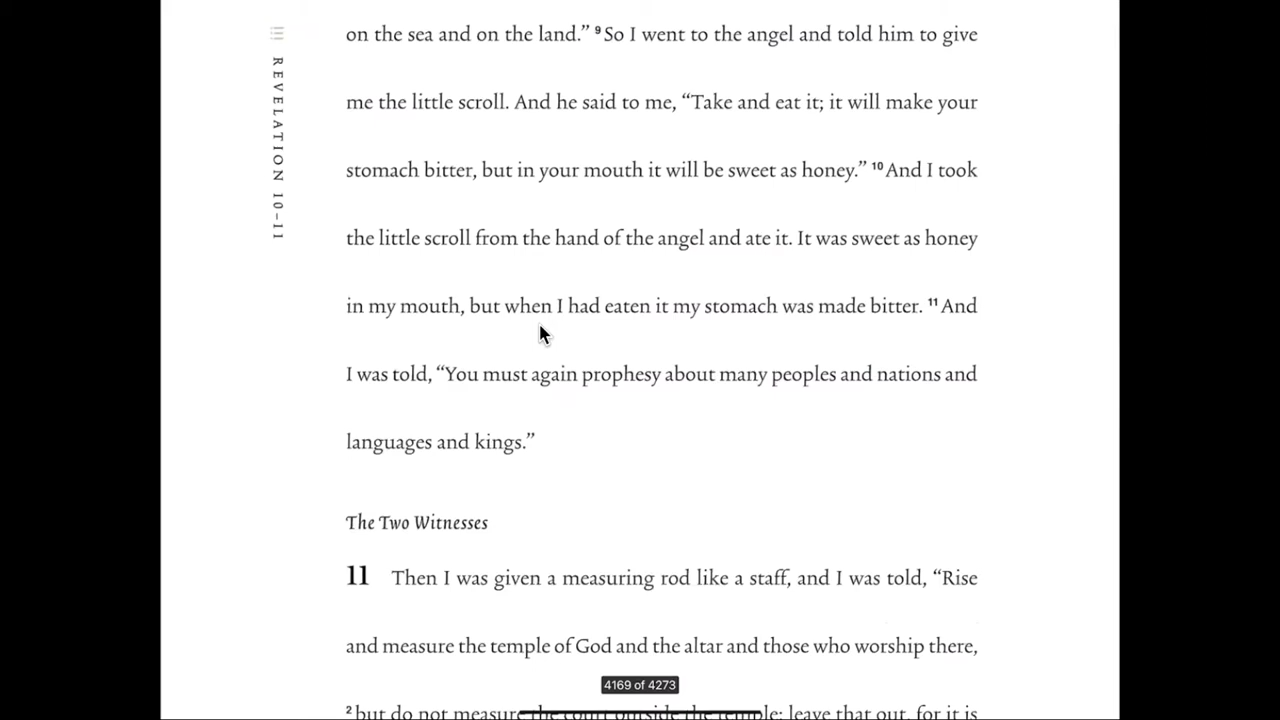 REVELATION 10–11
on the sea and on the land.” ⁹ So I went to the angel and told him to give
me the little scroll. And he said to me, “Take and eat it; it will make your
stomach bitter, but in your mouth it will be sweet as honey.” ¹⁰ And I took
the little scroll from the hand of the angel and ate it. It was sweet as honey
in my mouth, but when I had eaten it my stomach was made bitter. ¹¹ And
I was told, “You must again prophesy about many peoples and nations and
languages and kings.”
The Two Witnesses
11 Then I was given a measuring rod like a staff, and I was told, “Rise
and measure the temple of God and the altar and those who worship there,
4169 of 4273
² but do not measure the court outside the temple; leave that out, for it is